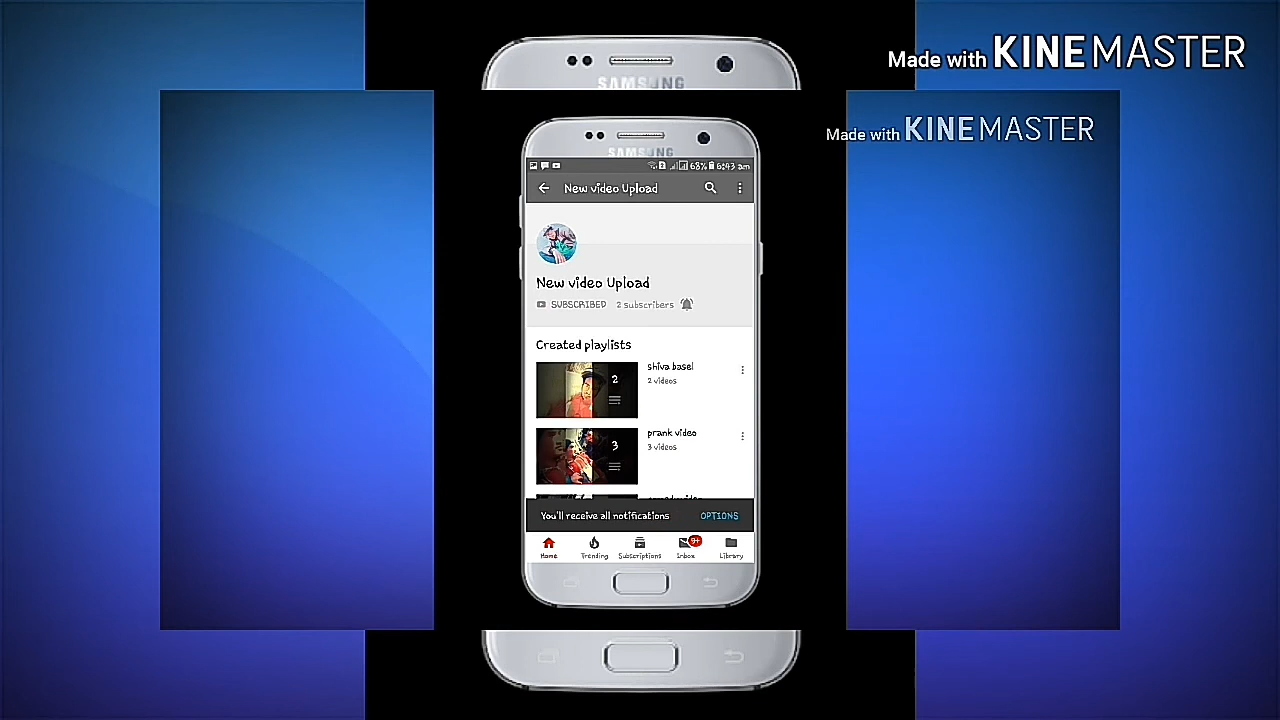 Made with KINEMASTER
SAMSUNG
Made with KINEMASTER
SAMSUNG
68% 6:43 am
New video Upload
New video Upload
SUBSCRIBED 2 subscribers
Created playlists
shiva basel
2
2 videos
prank video
3
3 videos
You'll receive all notifications OPTIONS
9+
Home Trending Subscriptions Inbox Library